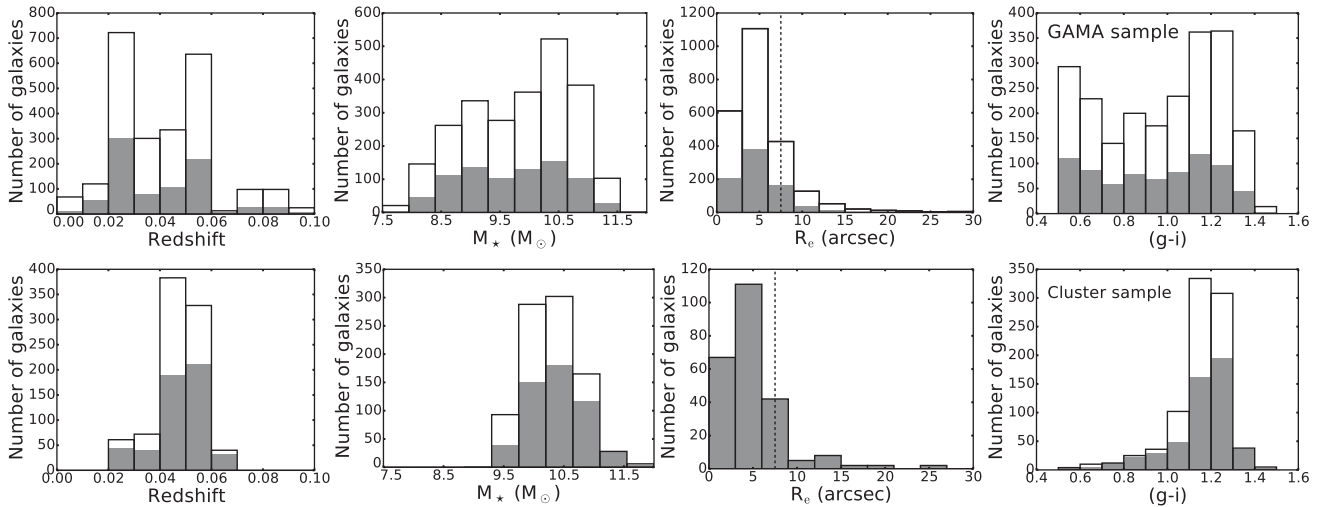 Number of galaxies
800
700
600
500
400
300
200
100
0
0.00 0.02 0.04 0.06 0.08 0.10
Redshift
Number of galaxies
600
500
400
300
200
100
0
7.5 8.5 9.5 10.5 11.5
M⋆ (M☉)
Number of galaxies
1200
1000
800
600
400
200
0
0 5 10 15 20 25 30
Re (arcsec)
Number of galaxies
400
350
300
250
200
150
100
50
0
0.4 0.6 0.8 1.0 1.2 1.4 1.6
(g-i)
GAMA sample
Number of galaxies
400
350
300
250
200
150
100
50
0
0.00 0.02 0.04 0.06 0.08 0.10
Redshift
Number of galaxies
350
300
250
200
150
100
50
0
7.5 8.5 9.5 10.5 11.5
M⋆ (M☉)
Number of galaxies
120
100
80
60
40
20
0
0 5 10 15 20 25 30
Re (arcsec)
Number of galaxies
350
300
250
200
150
100
50
0
0.4 0.6 0.8 1.0 1.2 1.4 1.6
(g-i)
Cluster sample